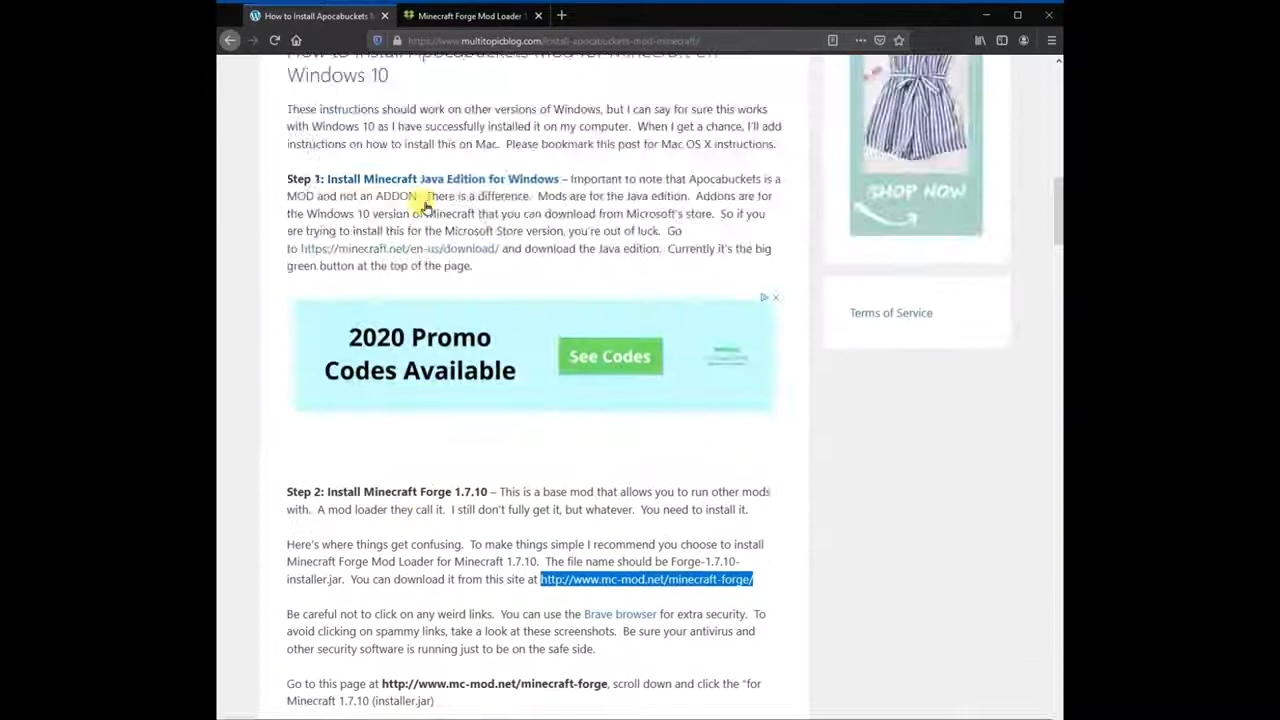 How to Install Apocabuckets M
Minecraft Forge Mod Loader
https://www.multitopicblog.com/install-apocabuckets-mod-minecraft/
How to Install Apocabuckets Mod for Minecraft on
Windows 10
These instructions should work on other versions of Windows, but I can say for sure this works
with Windows 10 as I have successfully installed it on my computer. When I get a chance, I'll add
instructions on how to install this on Mac. Please bookmark this post for Mac OS X instructions.
Step 1: Install Minecraft Java Edition for Windows – Important to note that Apocabuckets is a
MOD and not an ADDON. There is a difference. Mods are for the Java edition. Addons are for
the Windows 10 version of Minecraft that you can download from Microsoft's store. So if you
are trying to install this for the Microsoft Store version, you're out of luck. Go
to https://minecraft.net/en-us/download/ and download the Java edition. Currently it's the big
green button at the top of the page.
2020 Promo
Codes Available
See Codes
SHOP NOW
Terms of Service
Step 2: Install Minecraft Forge 1.7.10 – This is a base mod that allows you to run other mods
with. A mod loader they call it. I still don't fully get it, but whatever. You need to install it.
Here's where things get confusing. To make things simple I recommend you choose to install
Minecraft Forge Mod Loader for Minecraft 1.7.10. The file name should be Forge-1.7.10-
installer.jar. You can download it from this site at http://www.mc-mod.net/minecraft-forge/
Be careful not to click on any weird links. You can use the Brave browser for extra security. To
avoid clicking on spammy links, take a look at these screenshots. Be sure your antivirus and
other security software is running just to be on the safe side.
Go to this page at http://www.mc-mod.net/minecraft-forge, scroll down and click the "for
Minecraft 1.7.10 (installer.jar)